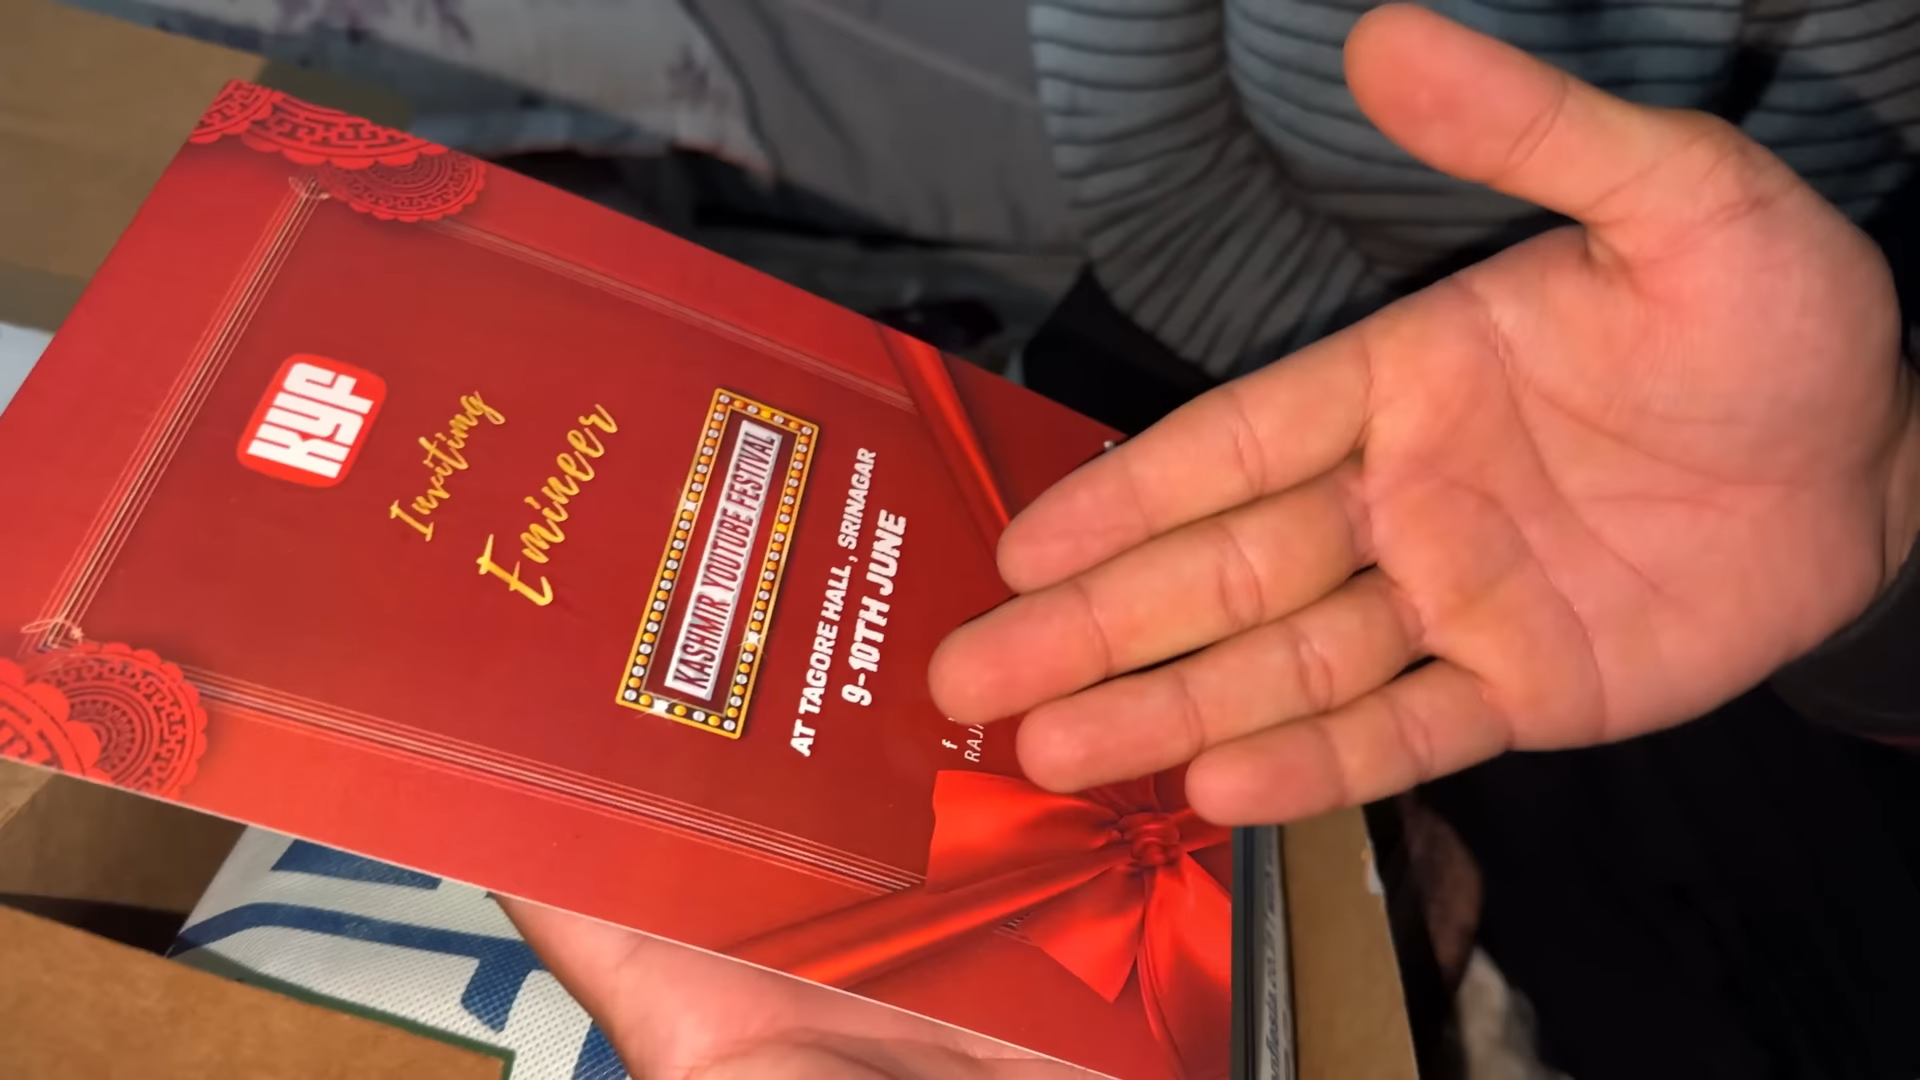 KYF
Inviting
Emineer
KASHMIR YOUTUBE FESTIVAL
AT TAGORE HALL, SRINAGAR
9-10TH JUNE
f